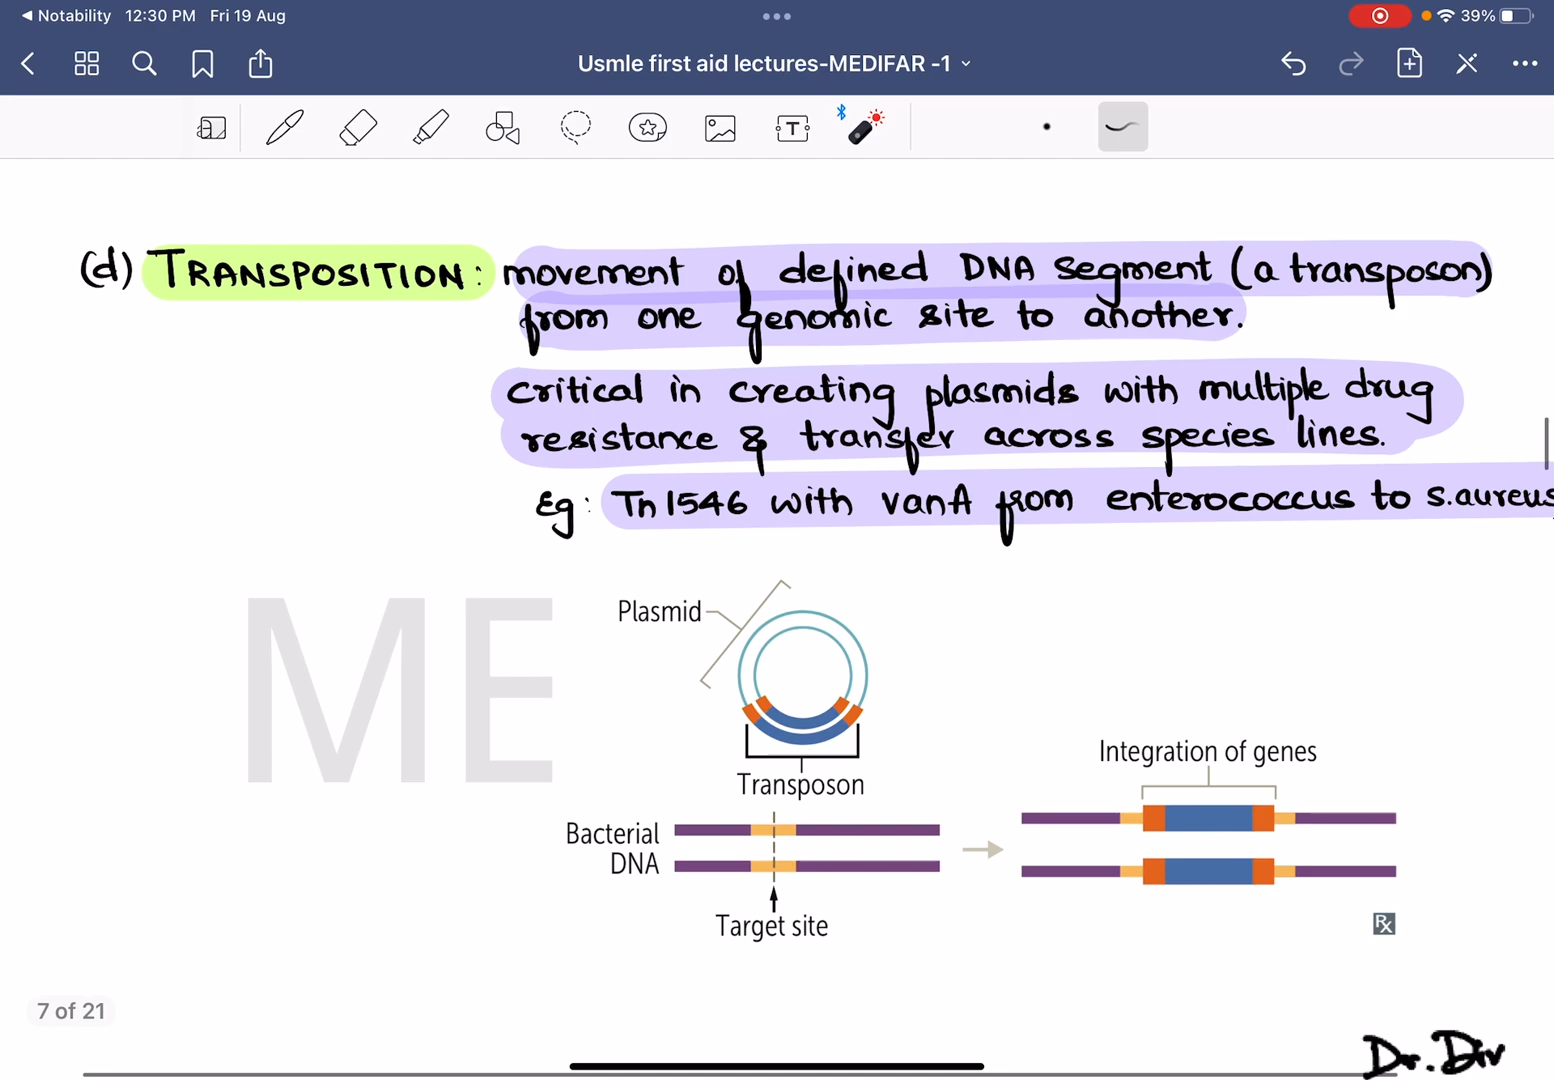 Notability 12:30 PM Fri 19 Aug 39%
Usmle first aid lectures-MEDIFAR -1
T
(d) TRANSPOSITION: movement of defined DNA segment (a transposon)
from one genomic site to another.
critical in creating plasmids with multiple drug
resistance & transfer across species lines.
Eg: Tn1546 with vanA from enterococcus to s.aureus
ME
Plasmid
Transposon
Integration of genes
Bacterial
DNA
Target site
Rx
7 of 21
Dr. Div